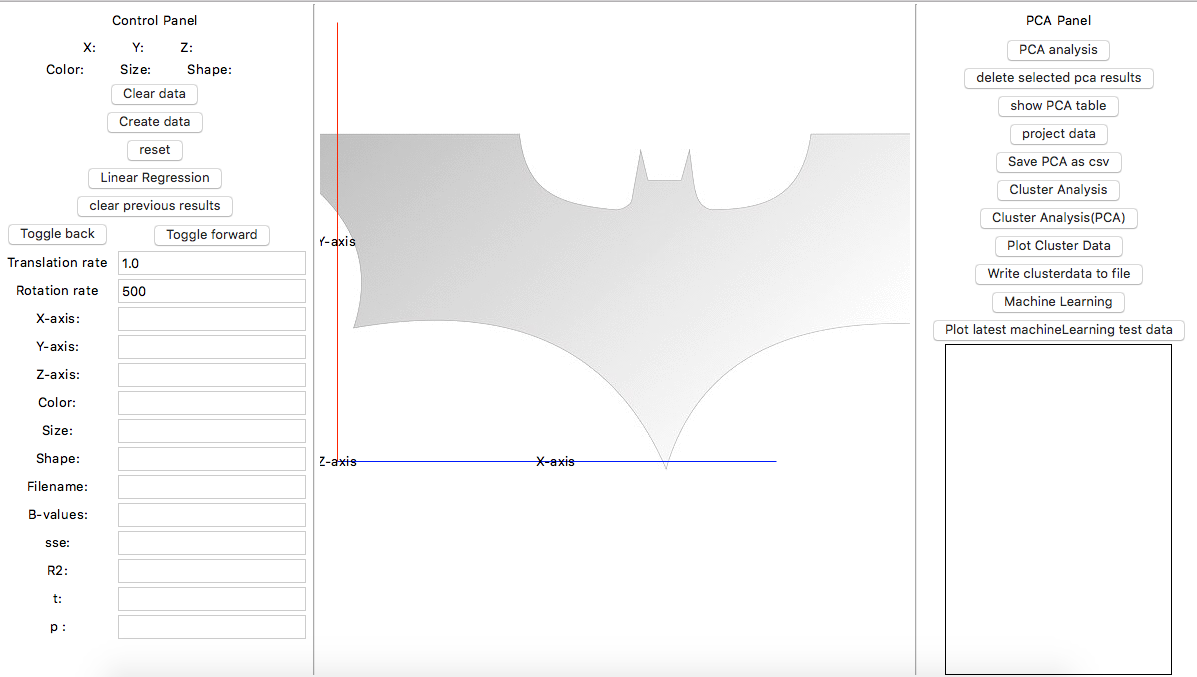 Control Panel
X: Y: Z:
Color: Size: Shape:
Clear data
Create data
reset
Linear Regression
clear previous results
Toggle back Toggle forward
Translation rate 1.0
Rotation rate 500
X-axis:
Y-axis:
Z-axis:
Color:
Size:
Shape:
Filename:
B-values:
sse:
R2:
t:
p :
Y-axis
Z-axis X-axis
PCA Panel
PCA analysis
delete selected pca results
show PCA table
project data
Save PCA as csv
Cluster Analysis
Cluster Analysis(PCA)
Plot Cluster Data
Write clusterdata to file
Machine Learning
Plot latest machineLearning test data